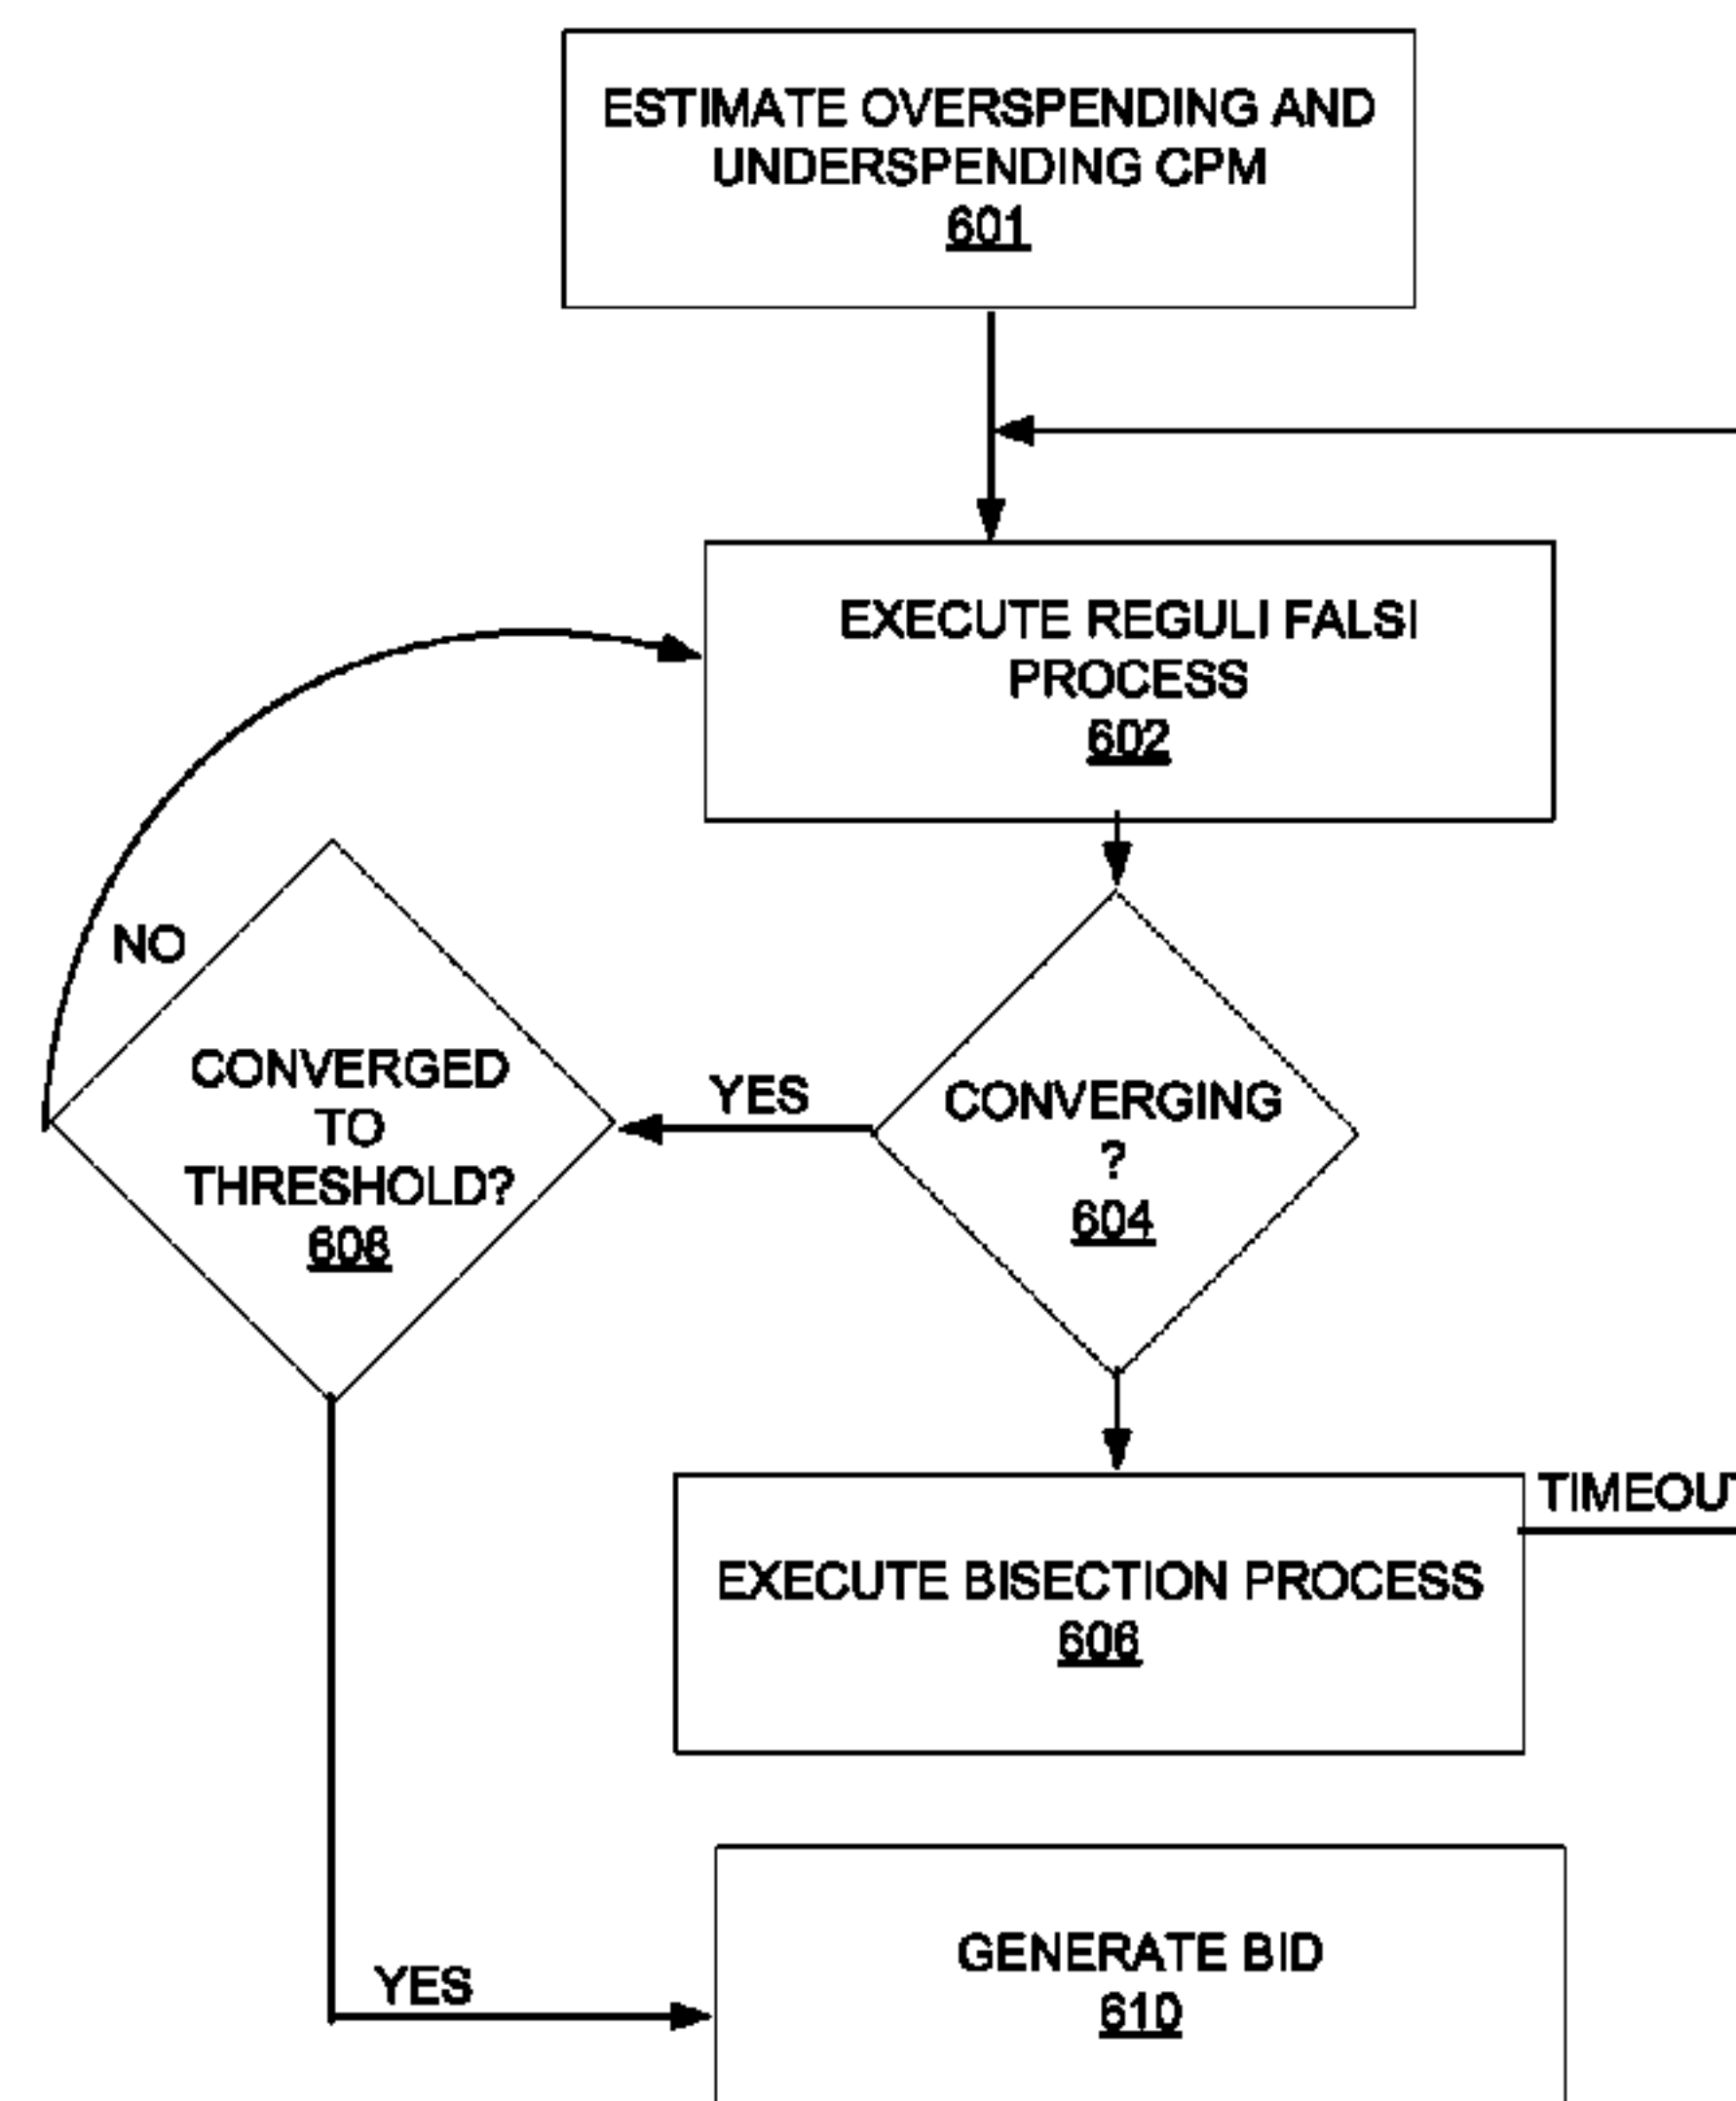 ESTIMATE OVERSPENDING AND
UNDERSPENDING CPM
601
EXECUTE REGULI FALSI
PROCESS
602
NO
CONVERGED
TO
THRESHOLD?
608
YES
CONVERGING
?
604
TIMEOUT
EXECUTE BISECTION PROCESS
606
YES
GENERATE BID
610